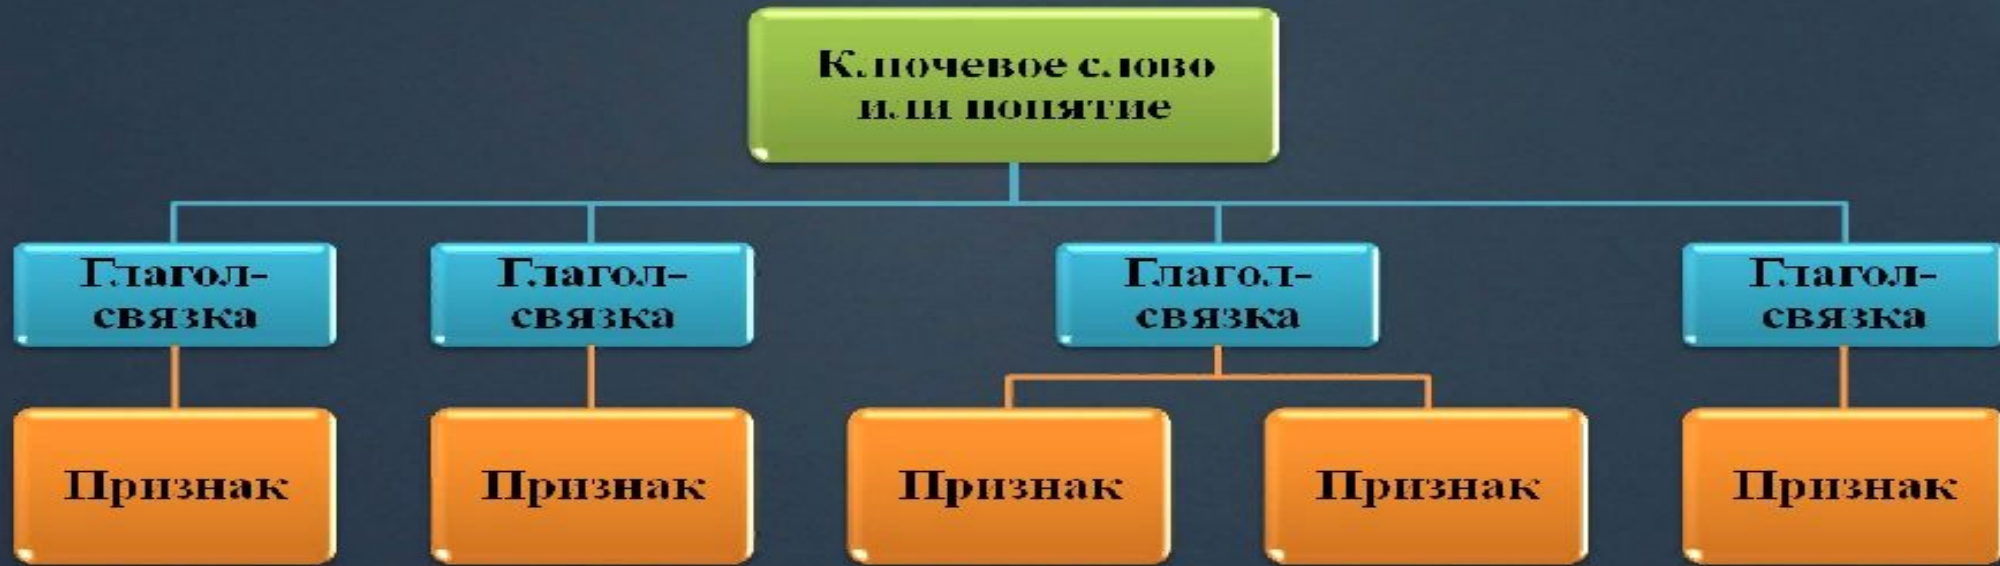 Ключевое слово
или понятие
Глагол-
связка
Глагол-
связка
Глагол-
связка
Глагол-
связка
Признак
Признак
Признак
Признак
Признак